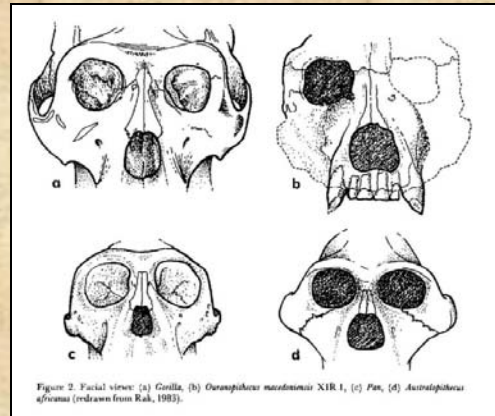 a
b
c
d
Figure 2. Facial views: (a) Gorilla, (b) Ouranopithecus macedoniensis XIR 1, (c) Pan, (d) Australopithecus
africanus (redrawn from Rak, 1983).